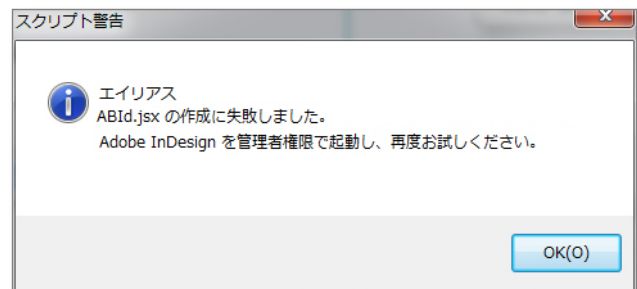 スクリプト警告
エイリアス
ABId.jsx の作成に失敗しました。
Adobe InDesign を管理者権限で起動し、再度お試しください。
OK(O)